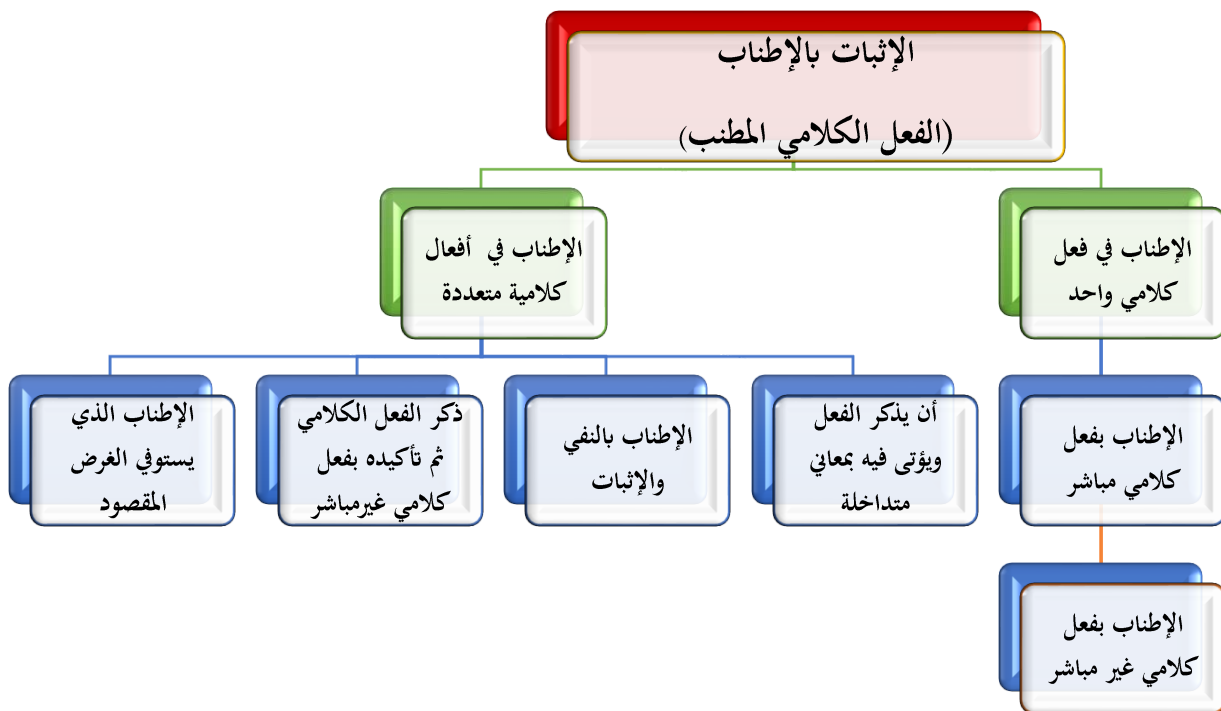 الإثبات بالإطناب
(الفعل الكلامي المطنب)
الإطناب في فعل
كلامي واحد
الإطناب في أفعال
كلامية متعددة
الإطناب بفعل
كلامي مباشر
أن يذكر الفعل
ويؤتى فيه بمعاني
متداخلة
الإطناب بالنفي
والإثبات
ذكر الفعل الكلامي
ثم تأكيده بفعل
كلامي غيرمباشر
الإطناب الذي
يستوفي الغرض
المقصود
الإطناب بفعل
كلامي غير مباشر